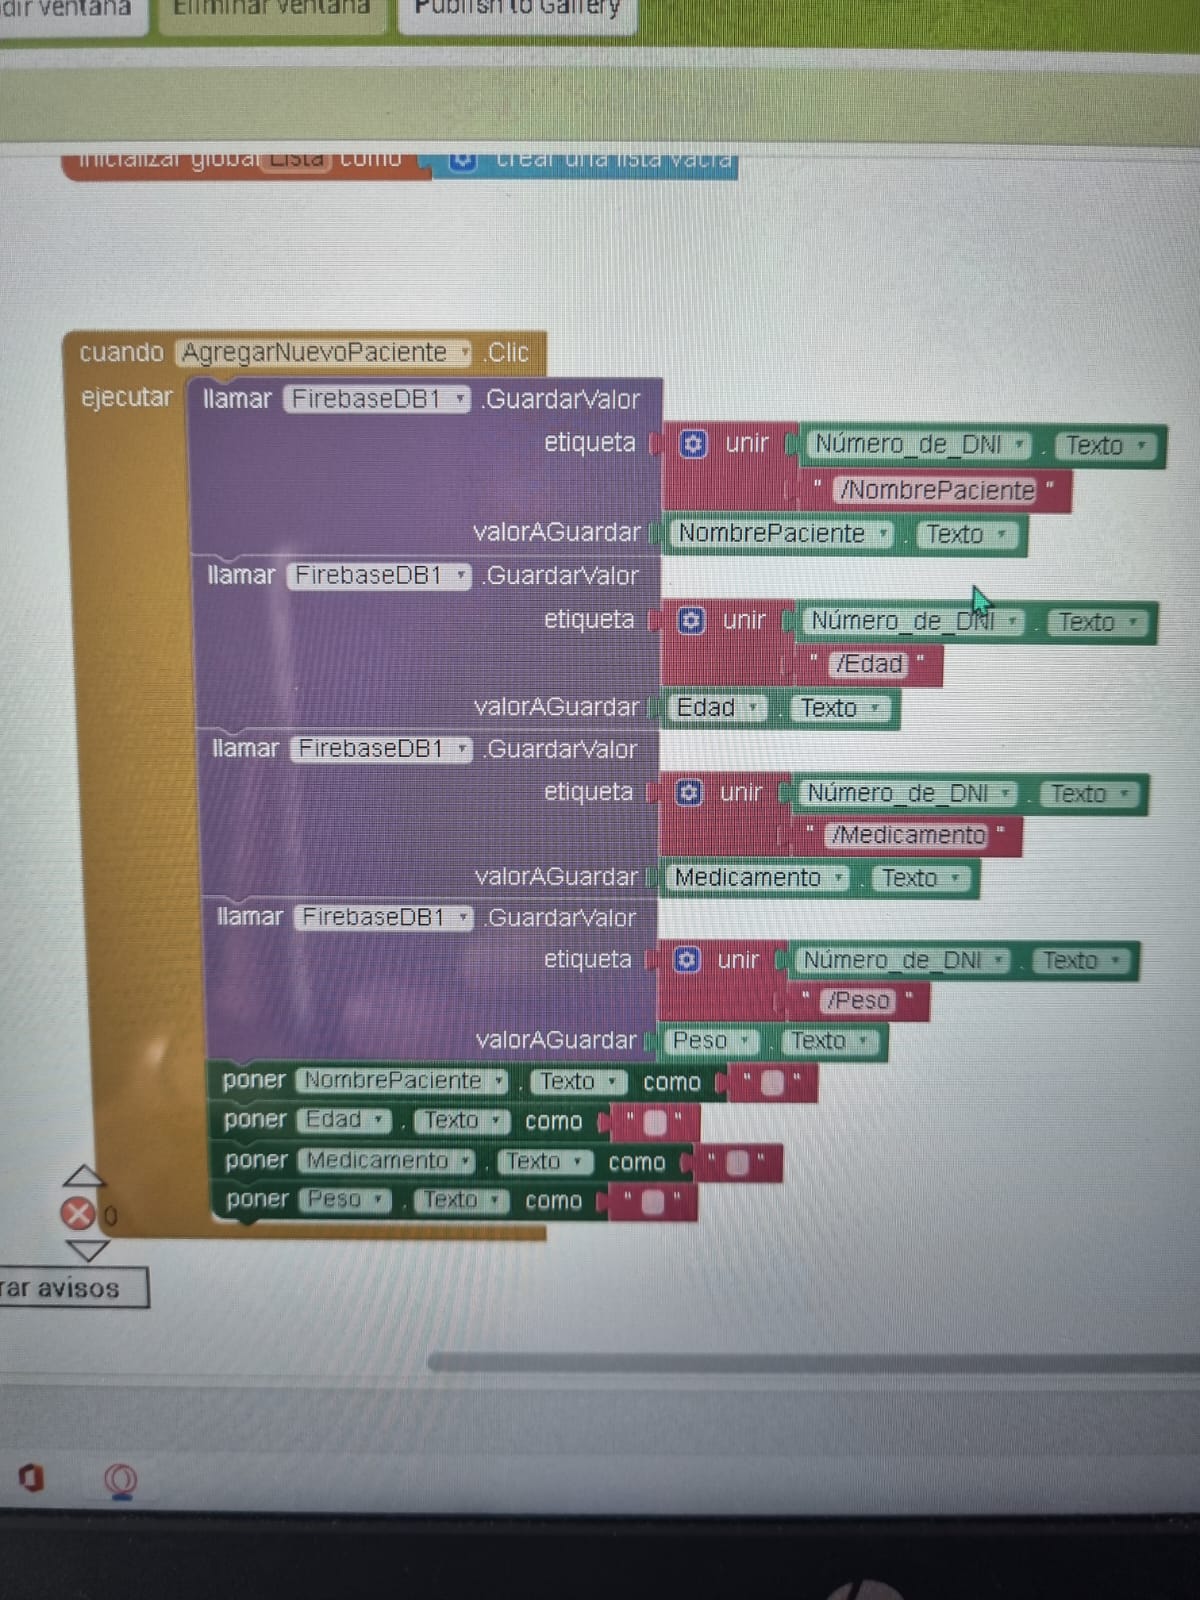 ventana
Eliminar ventana
Publish to Gallery
inicializar global Lista como crear una lista vacía
cuando AgregarNuevoPaciente .Clic
ejecutar llamar FirebaseDB1 .GuardarValor
etiqueta unir Número_de_DNI . Texto
" /NombrePaciente "
valorAGuardar NombrePaciente . Texto
llamar FirebaseDB1 .GuardarValor
etiqueta unir Número_de_DNI . Texto
" /Edad "
valorAGuardar Edad . Texto
llamar FirebaseDB1 .GuardarValor
etiqueta unir Número_de_DNI . Texto
" /Medicamento "
valorAGuardar Medicamento . Texto
llamar FirebaseDB1 .GuardarValor
etiqueta unir Número_de_DNI . Texto
" /Peso "
valorAGuardar Peso . Texto
poner NombrePaciente . Texto como " "
poner Edad . Texto como " "
poner Medicamento . Texto como " "
poner Peso . Texto como " "
0
rar avisos